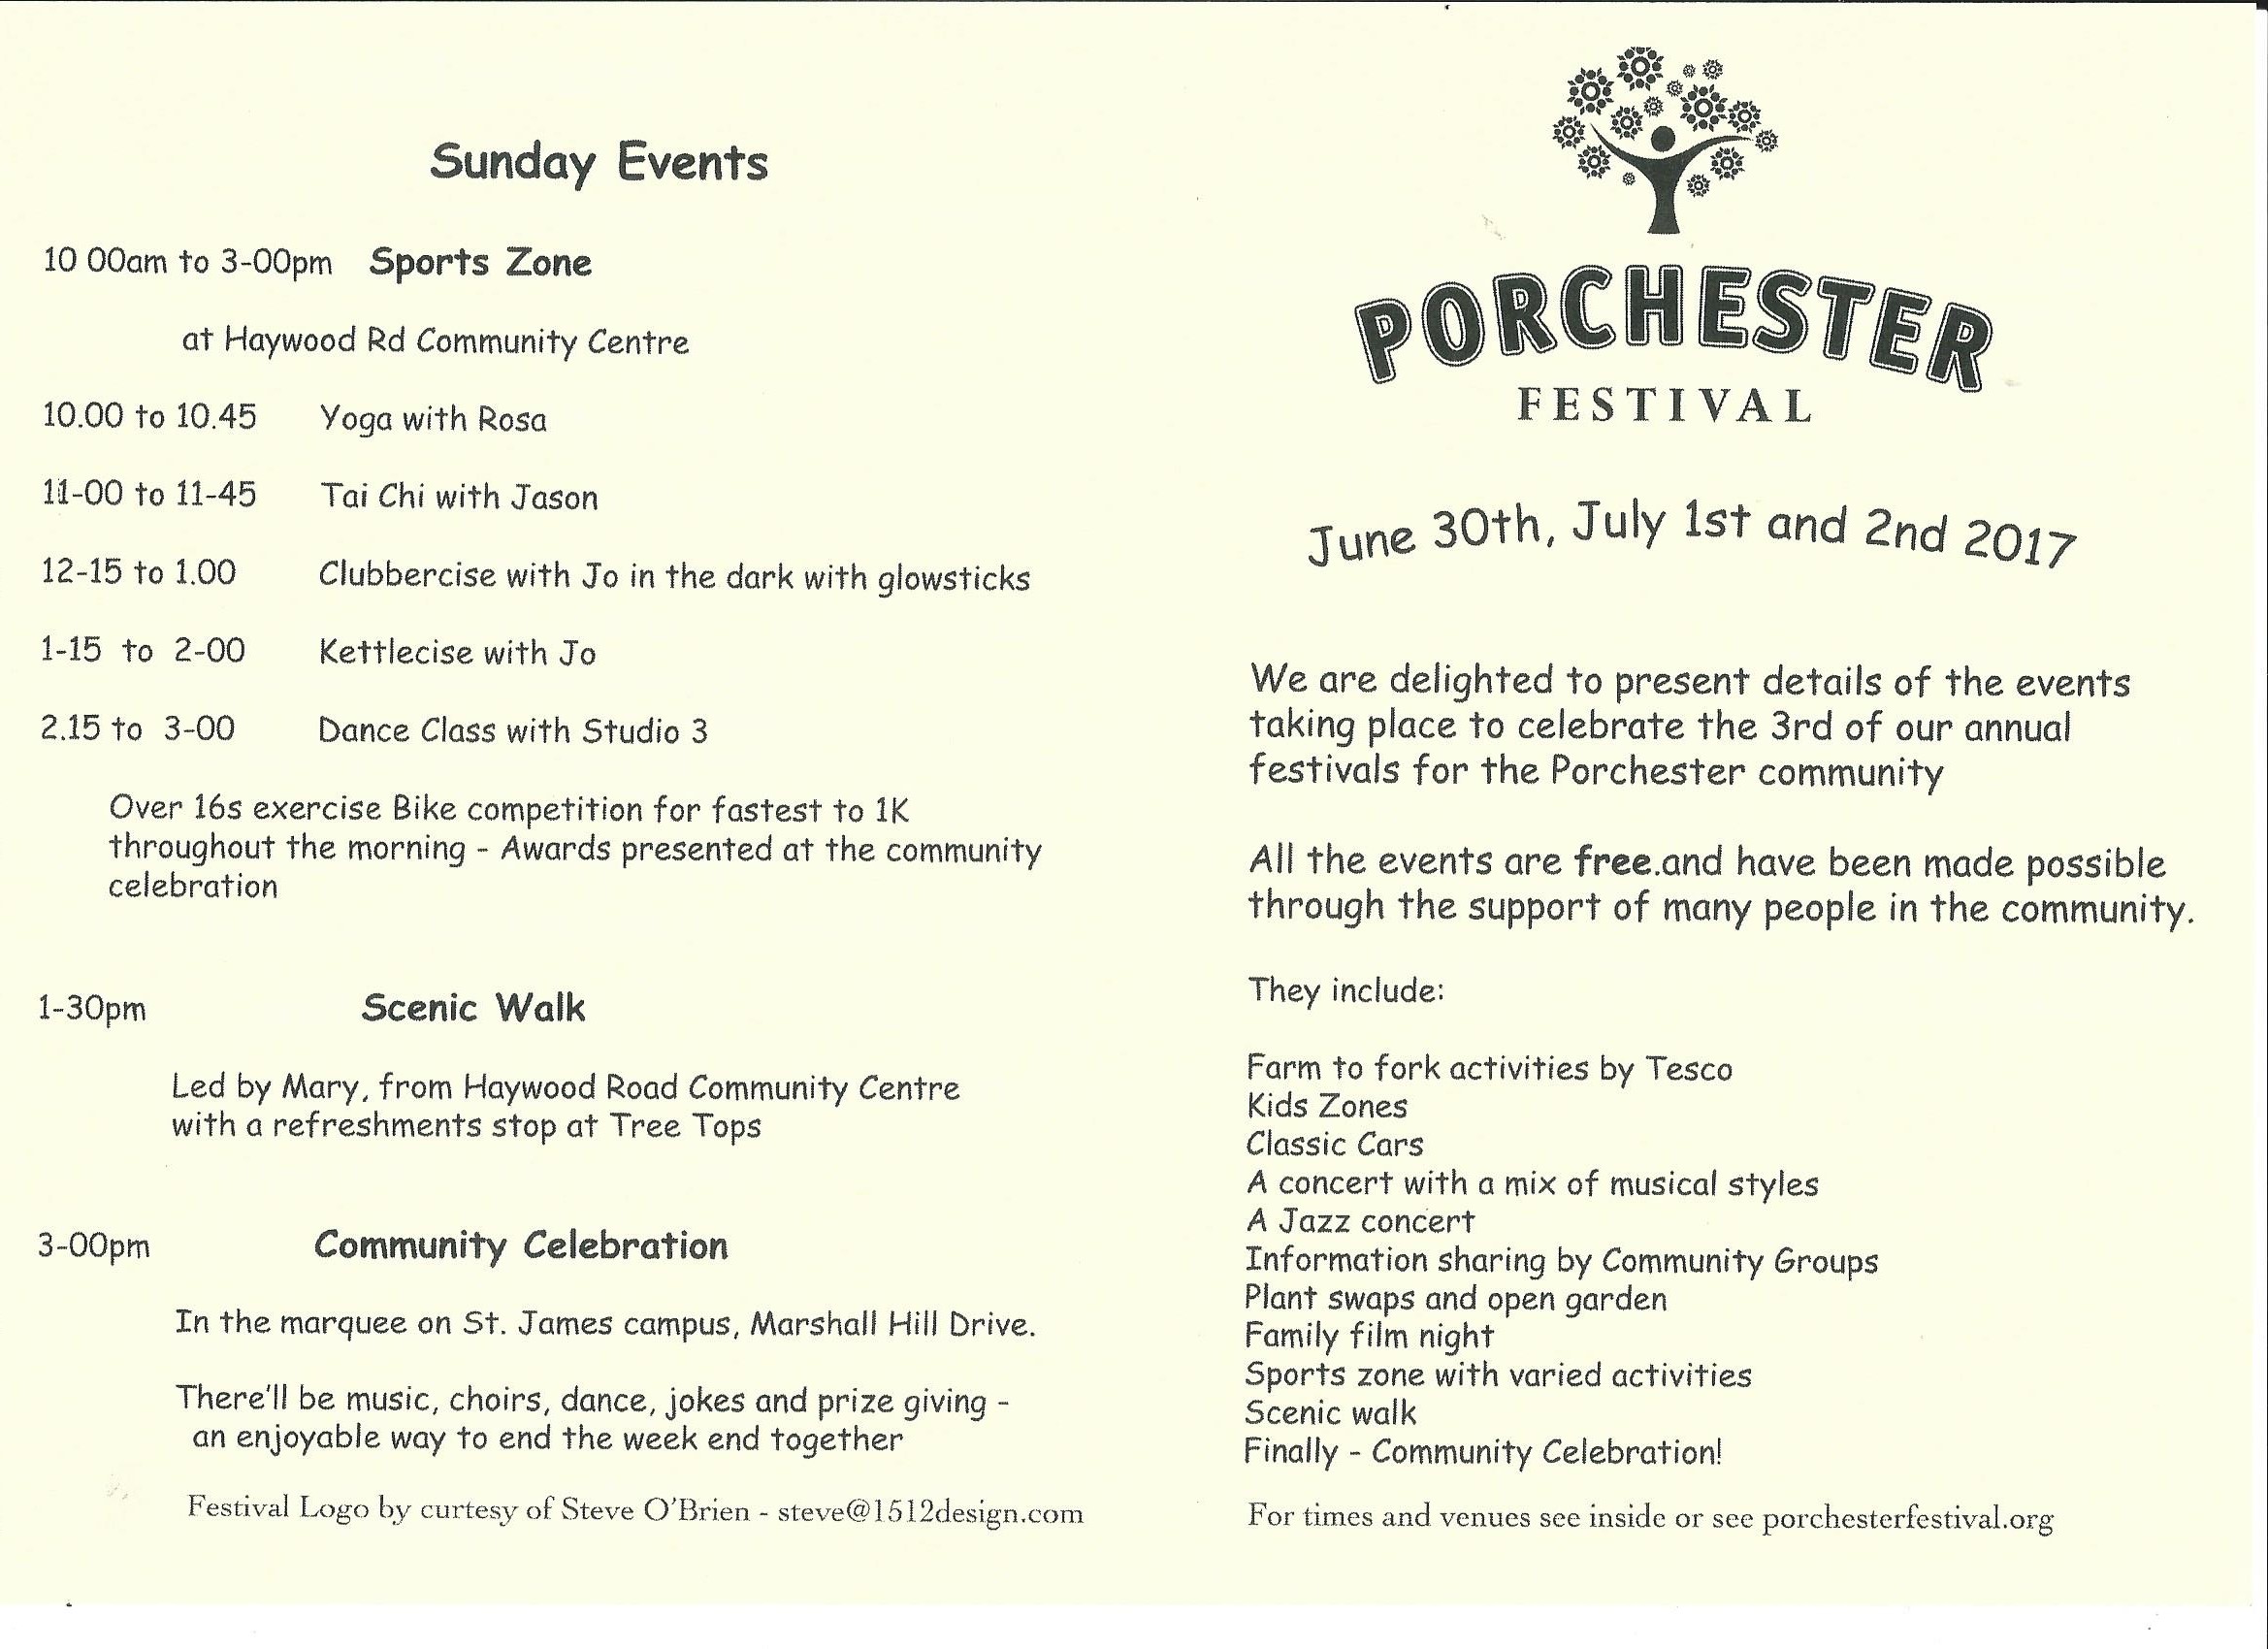 Sunday Events
10 00am to 3-00pm Sports Zone
at Haywood Rd Community Centre
10.00 to 10.45 Yoga with Rosa
11-00 to 11-45 Tai Chi with Jason
12-15 to 1.00 Clubbercise with Jo in the dark with glowsticks
1-15 to 2-00 Kettlecise with Jo
2.15 to 3-00 Dance Class with Studio 3
Over 16s exercise Bike competition for fastest to 1K
throughout the morning - Awards presented at the community
celebration
1-30pm Scenic Walk
Led by Mary, from Haywood Road Community Centre
with a refreshments stop at Tree Tops
3-00pm Community Celebration
In the marquee on St. James campus, Marshall Hill Drive.
There'll be music, choirs, dance, jokes and prize giving -
an enjoyable way to end the week end together
Festival Logo by curtesy of Steve O'Brien - steve@1512design.com
PORCHESTER
FESTIVAL
June 30th, July 1st and 2nd 2017
We are delighted to present details of the events
taking place to celebrate the 3rd of our annual
festivals for the Porchester community
All the events are free.and have been made possible
through the support of many people in the community.
They include:
Farm to fork activities by Tesco
Kids Zones
Classic Cars
A concert with a mix of musical styles
A Jazz concert
Information sharing by Community Groups
Plant swaps and open garden
Family film night
Sports zone with varied activities
Scenic walk
Finally - Community Celebration!
For times and venues see inside or see porchesterfestival.org